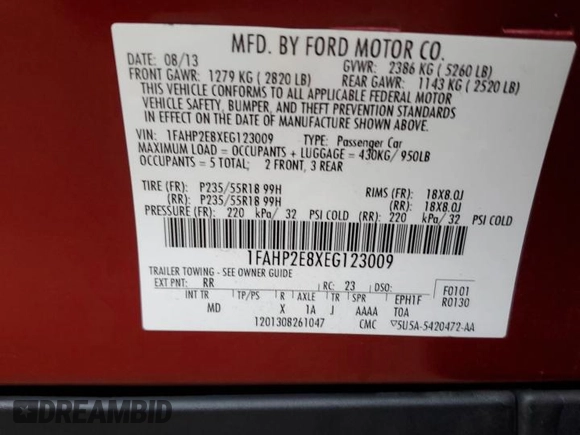 MFD. BY FORD MOTOR CO.
DATE: 08/13 GVWR: 2386 KG ( 5260 LB)
FRONT GAWR: 1279 KG ( 2820 LB) REAR GAWR: 1143 KG ( 2520 LB)
THIS VEHICLE CONFORMS TO ALL APPLICABLE FEDERAL MOTOR
VEHICLE SAFETY, BUMPER, AND THEFT PREVENTION STANDARDS
IN EFFECT ON THE DATE OF MANUFACTURE SHOWN ABOVE.
VIN: 1FAHP2E8XEG123009 TYPE: Passenger Car
MAXIMUM LOAD = OCCUPANTS + LUGGAGE = 430KG/ 950LB
OCCUPANTS = 5 TOTAL; 2 FRONT, 3 REAR
TIRE (FR): P235/55R18 99H RIMS (FR): 18X8.0J
(RR): P235/55R18 99H (RR): 18X8.0J
PRESSURE (FR): 220 kPa/ 32 PSI COLD (RR): 220 kPa/ 32 PSI COLD
1FAHP2E8XEG123009
TRAILER TOWING - SEE OWNER GUIDE
EXT PNT: RR RC: 23 DSO: F0101
INT TR TP/PS R AXLE TR SPR EPH1F R0130
MD X 1A J AAAA TOA
1201308261047 CMC 5U5A-5420472-AA
DREAMBID